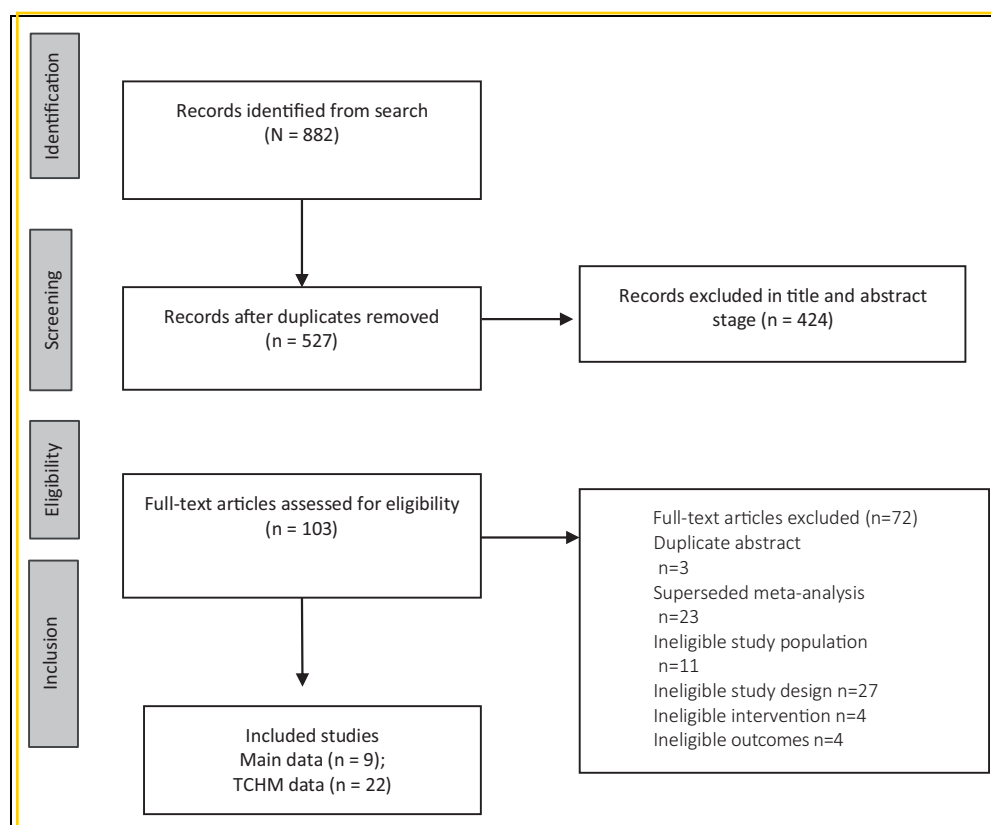 Identification
Records identified from search
(N = 882)
Screening
Records after duplicates removed
(n = 527)
Records excluded in title and abstract
stage (n = 424)
Eligibility
Full-text articles assessed for eligibility
(n = 103)
Full-text articles excluded (n=72)
Duplicate abstract
n=3
Superseded meta-analysis
n=23
Ineligible study population
n=11
Ineligible study design n=27
Ineligible intervention n=4
Ineligible outcomes n=4
Inclusion
Included studies
Main data (n = 9);
TCHM data (n = 22)